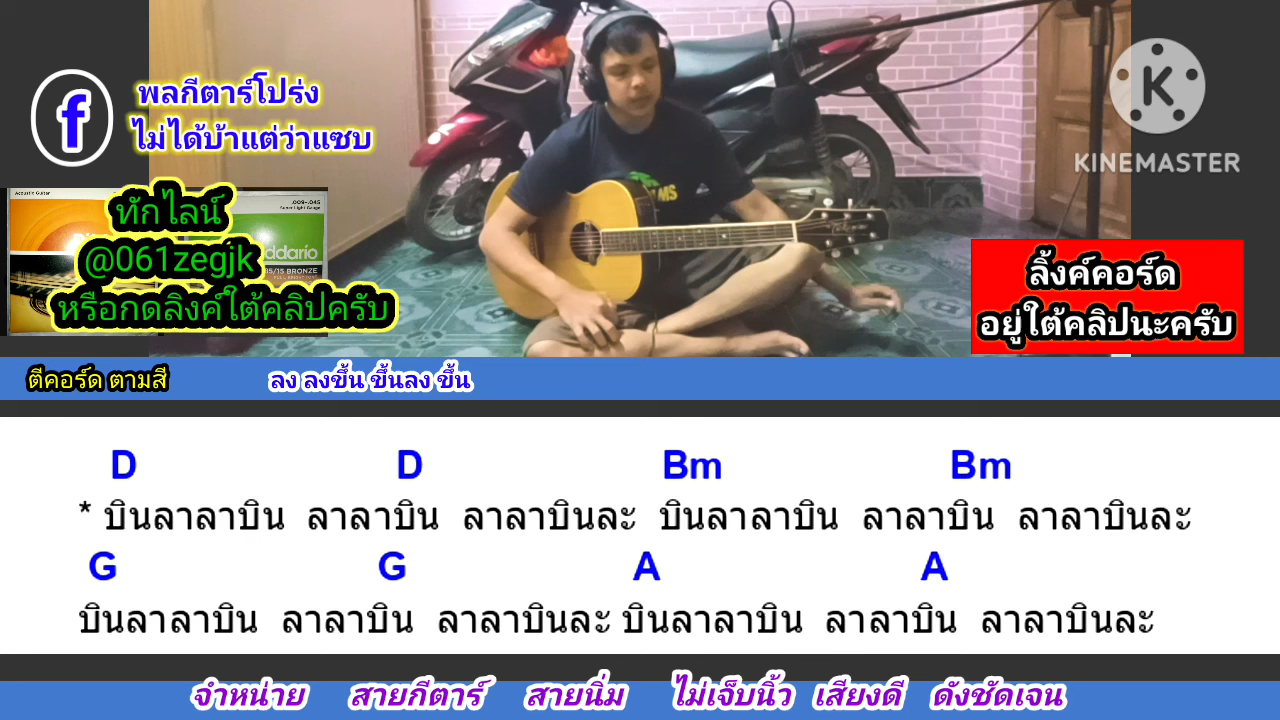 พลกีตาร์โปร่ง
ไม่ได้บ้าแต่ว่าแซบ
KINEMASTER
Acoustic Guitar
.009-.045
Super Light Gauge
ddario
85/15 BRONZE
ทักไลน์
@061zegjk
หรือกดลิงค์ใต้คลิปครับ
ลิ้งค์คอร์ด
อยู่ใต้คลิปนะครับ
ตีคอร์ด ตามสี ลง ลงขึ้น ขึ้นลง ขึ้น
D D Bm Bm
* บินลาลาบิน ลาลาบิน ลาลาบินละ บินลาลาบิน ลาลาบิน ลาลาบินละ
G G A A
บินลาลาบิน ลาลาบิน ลาลาบินละ บินลาลาบิน ลาลาบิน ลาลาบินละ
จำหน่าย สายกีตาร์ สายนิ่ม ไม่เจ็บนิ้ว เสียงดี ดังชัดเจน